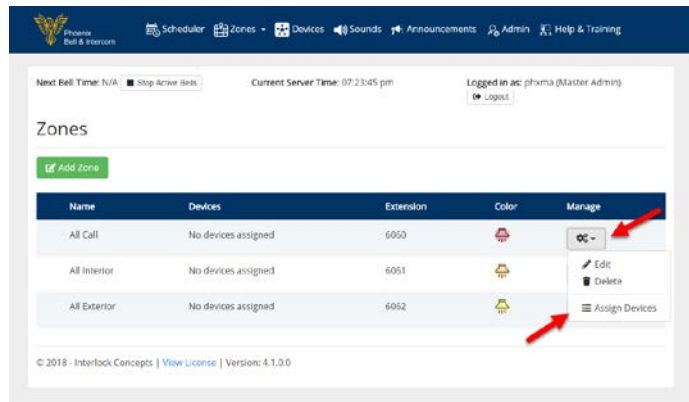 Phoenix
Bell & Intercom
Scheduler Zones Devices Sounds Announcements Admin Help & Training
Next Bell Time: N/A Stop Active Bells Current Server Time: 07:23:45 pm Logged in as: phxma (Master Admin)
Logout
Zones
Add Zone
Name Devices Extension Color Manage
All Call No devices assigned 6060
Edit
All Interior No devices assigned 6061
Delete
All Exterior No devices assigned 6062 Assign Devices
© 2018 - Interlock Concepts | View License | Version: 4.1.0.0